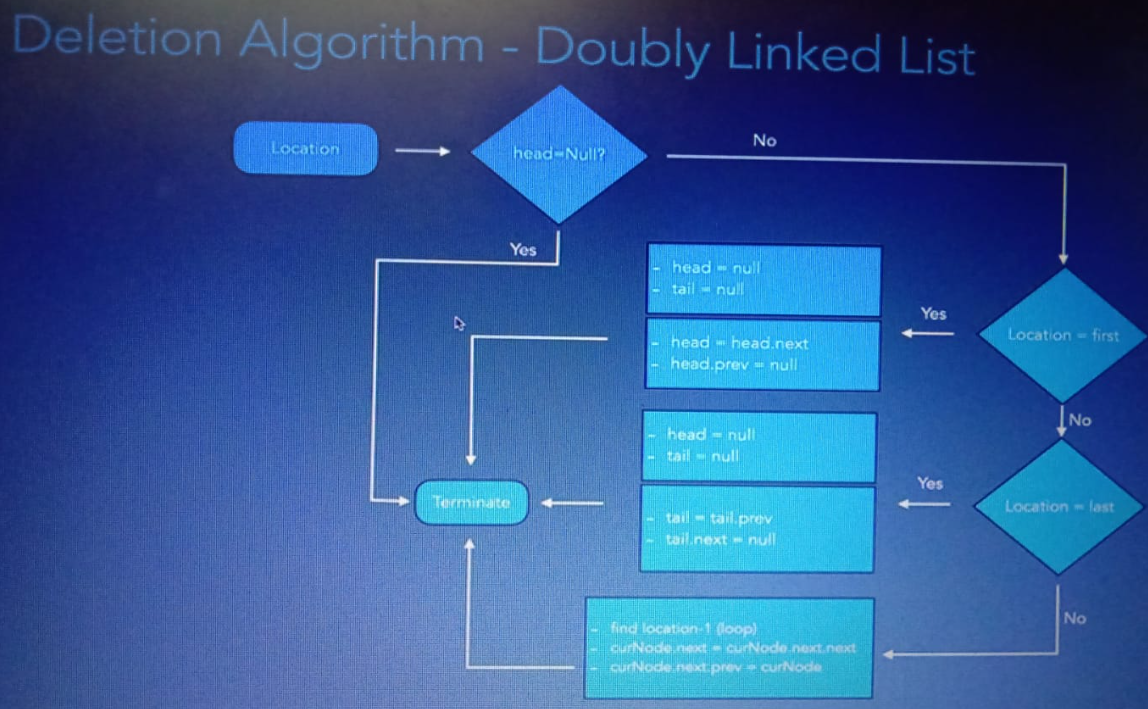 Deletion Algorithm - Doubly Linked List
Location
head=Null?
No
Yes
- head = null
- tail = null
Yes
Location = first
- head = head.next
- head.prev = null
No
- head = null
- tail = null
Yes
Location = last
Terminate
- tail = tail.prev
- tail.next = null
No
- find location-1 (loop)
- curNode.next = curNode.next.next
- curNode.next.prev = curNode